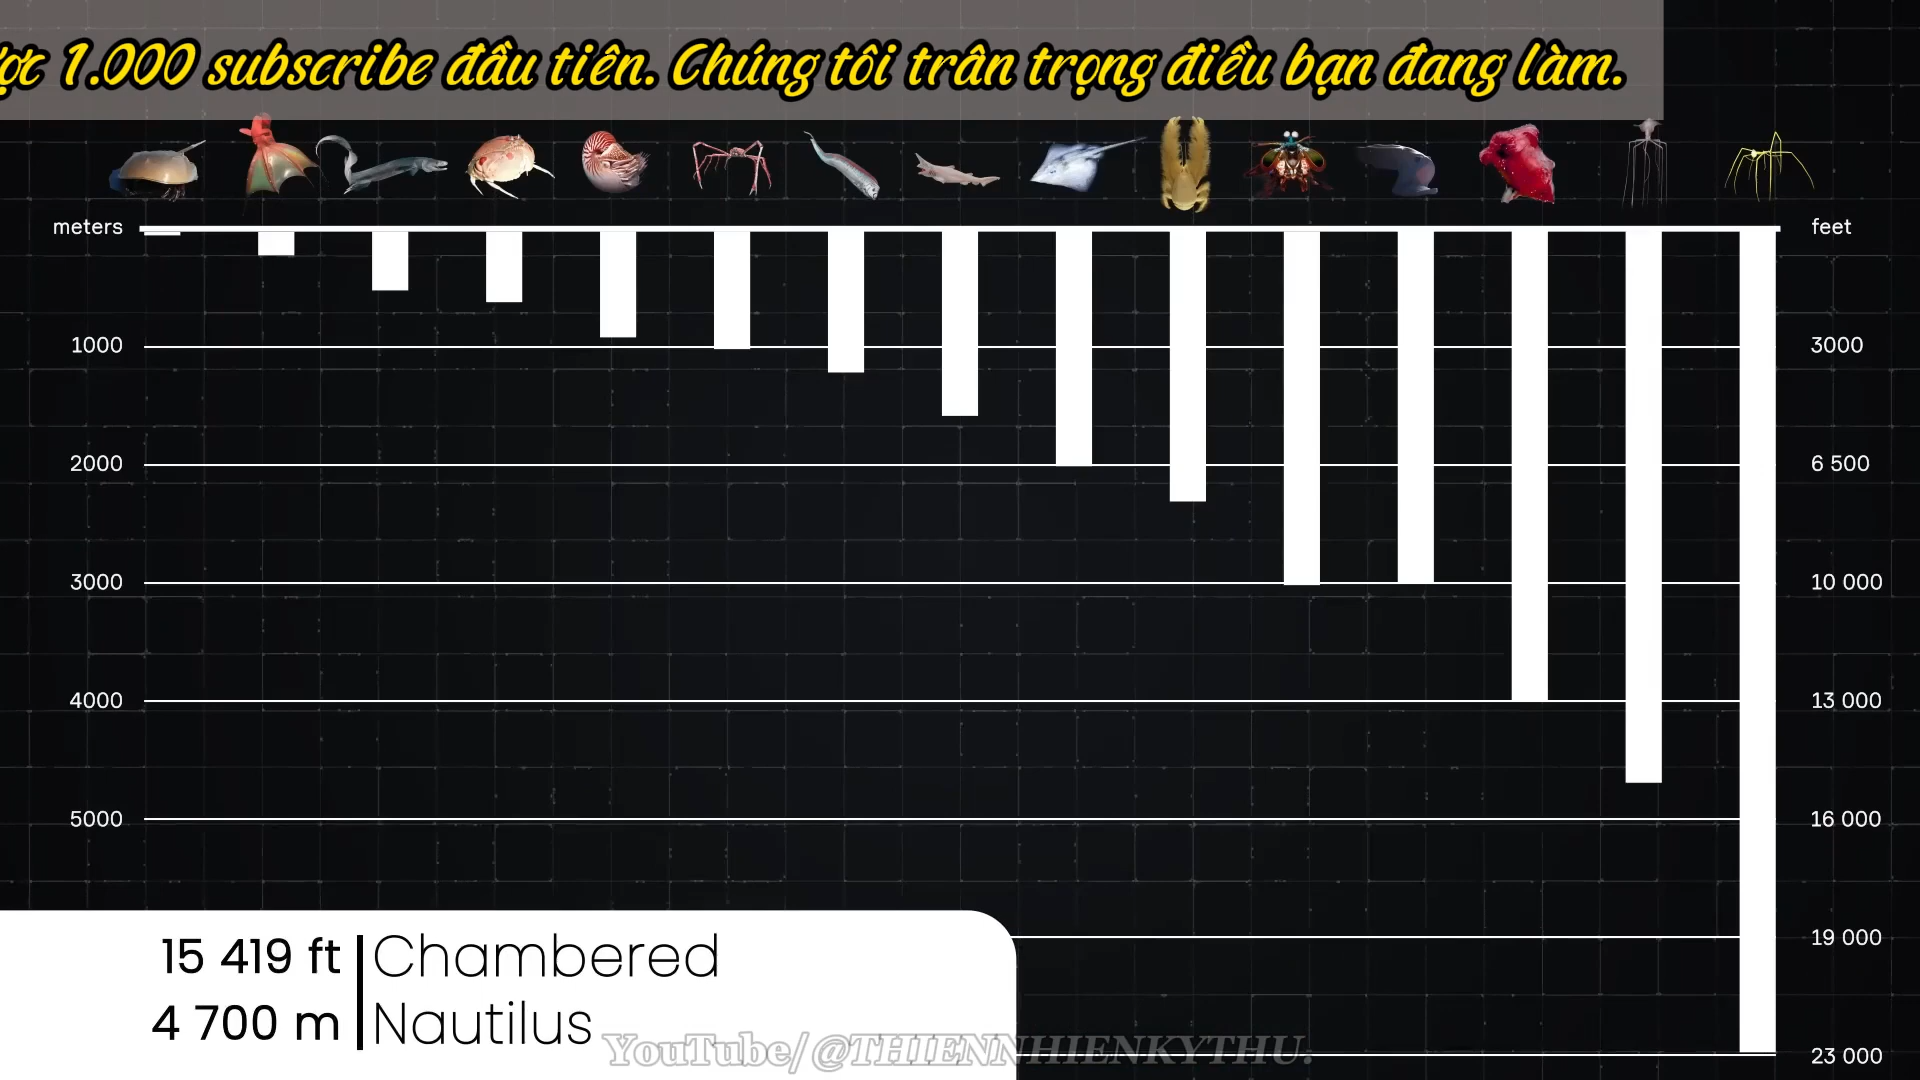 1.000 subscribe đầu tiên. Chúng tôi trân trọng điều bạn đang làm.
meters
feet
1000
3000
2000
6 500
3000
10 000
4000
13 000
5000
16 000
19 000
23 000
15 419 ft
4 700 m
Chambered
Nautilus
YouTube/@THIENNHIENKYTHU.